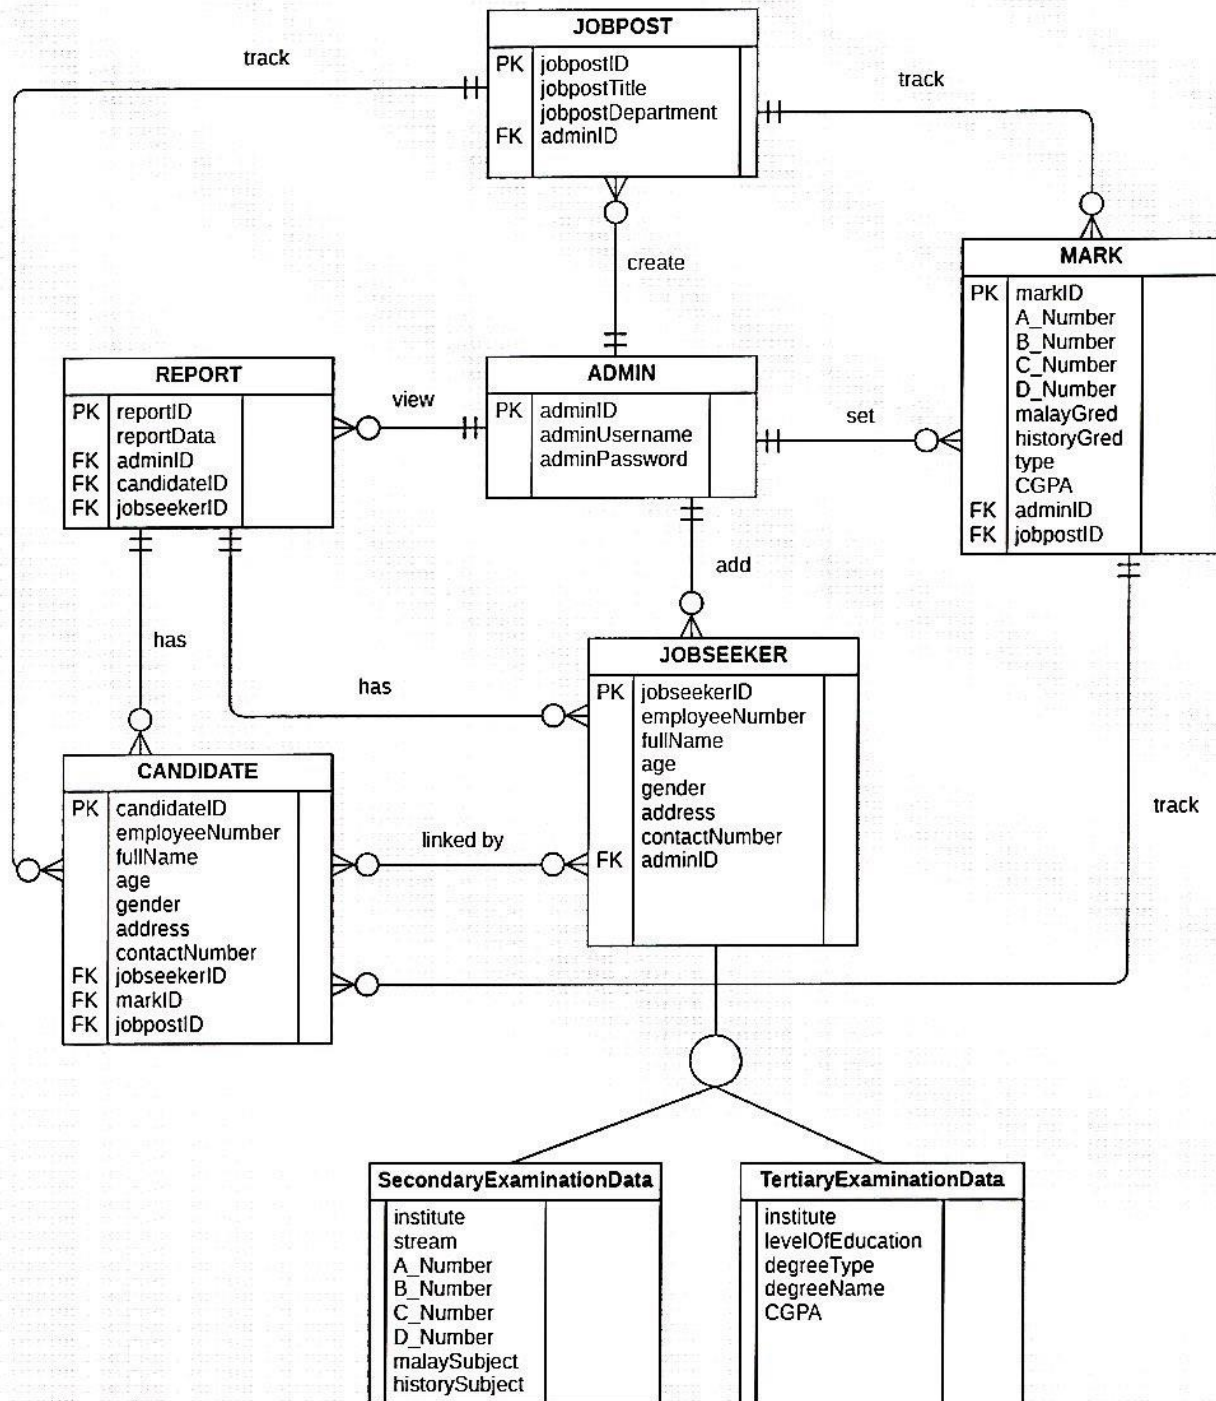 JOBPOST
PK jobpostID
jobpostTitle
jobpostDepartment
FK adminID
track
track
create
MARK
PK markID
A_Number
B_Number
C_Number
D_Number
malayGred
historyGred
type
CGPA
FK adminID
FK jobpostID
REPORT
PK reportID
reportData
FK adminID
FK candidateID
FK jobseekerID
view
ADMIN
PK adminID
adminUsername
adminPassword
set
add
has
has
JOBSEEKER
PK jobseekerID
employeeNumber
fullName
age
gender
address
contactNumber
FK adminID
CANDIDATE
PK candidateID
employeeNumber
fullName
age
gender
address
contactNumber
FK jobseekerID
FK markID
FK jobpostID
linked by
track
SecondaryExaminationData
institute
stream
A_Number
B_Number
C_Number
D_Number
malaySubject
historySubject
TertiaryExaminationData
institute
levelOfEducation
degreeType
degreeName
CGPA